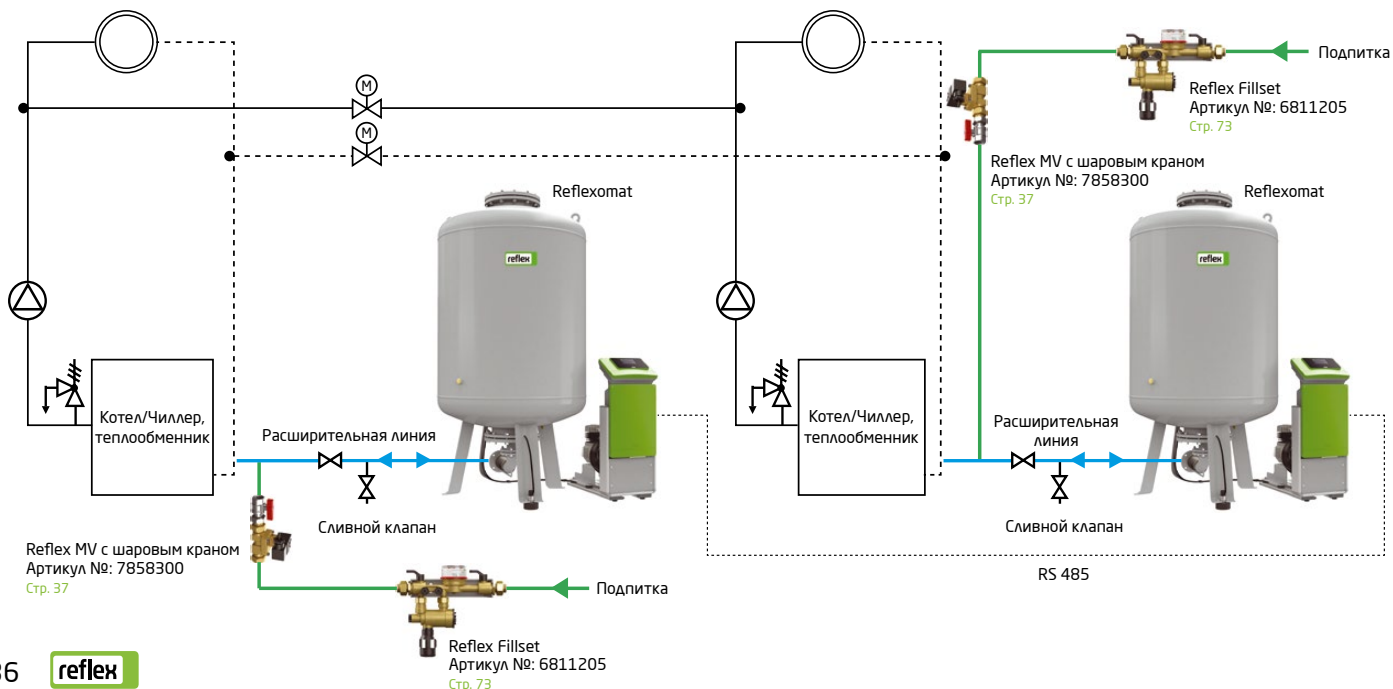 M
M
Подпитка
Reflex Fillset
Артикул №: 6811205
Стр. 73
Reflex MV с шаровым краном
Артикул №: 7858300
Стр. 37
Reflexomat
reflex
Reflexomat
reflex
Котел/Чиллер,
теплообменник
Расширительная линия
Сливной клапан
Reflex MV с шаровым краном
Артикул №: 7858300
Стр. 37
Подпитка
Reflex Fillset
Артикул №: 6811205
Стр. 73
Котел/Чиллер,
теплообменник
Расширительная
линия
Сливной клапан
RS 485
reflex